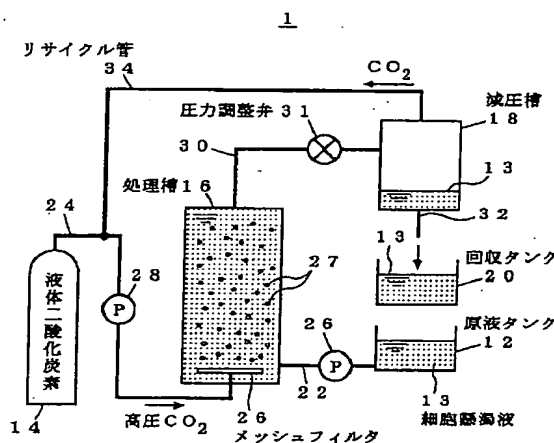 1
リサイクル管
34
CO₂
減圧槽
18
圧力調整弁31
30
13
処理槽16
32
24
13
回収タンク
20
27
28
P
液体二酸化炭素
原液タンク
26
P
12
22
13
14
高圧CO₂
26
細胞懸濁液
メッシュフィルタ